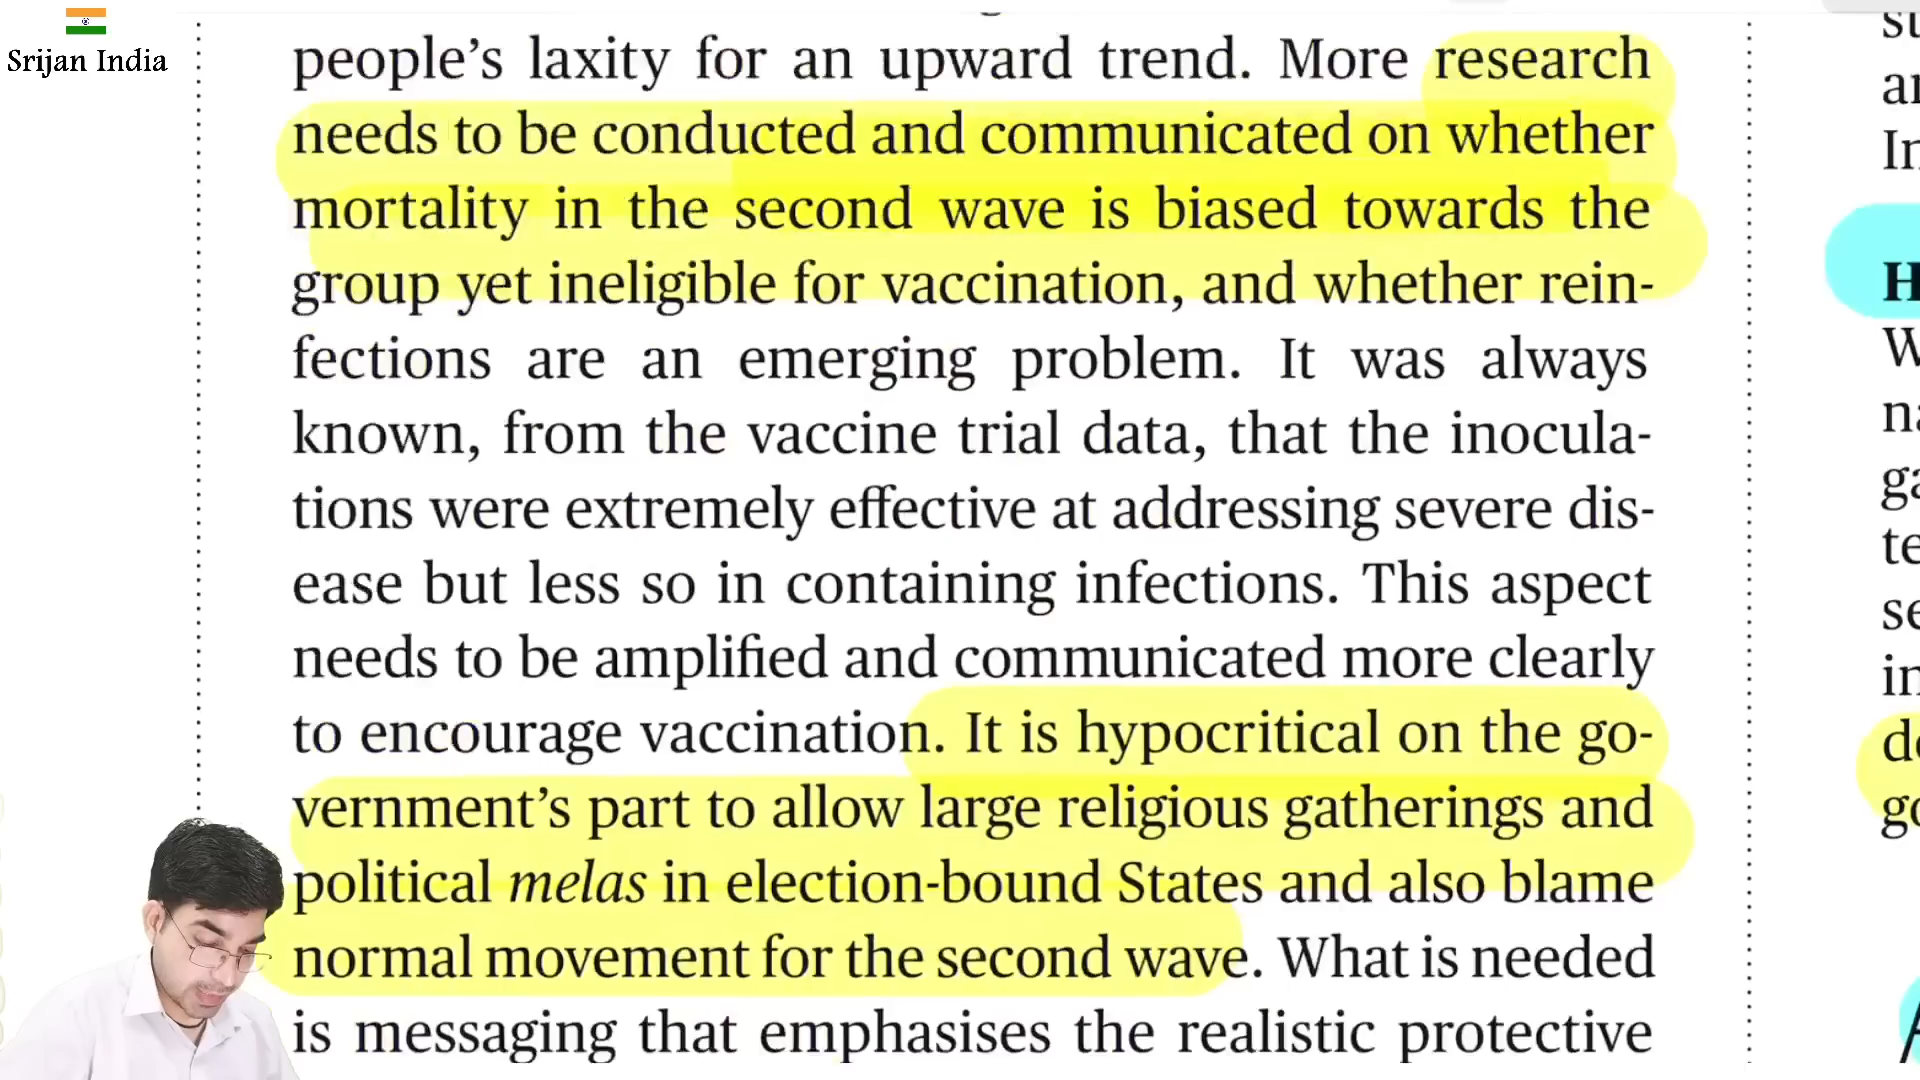 Srijan India
people's laxity for an upward trend. More research
needs to be conducted and communicated on whether
mortality in the second wave is biased towards the
group yet ineligible for vaccination, and whether rein-
fections are an emerging problem. It was always
known, from the vaccine trial data, that the inocula-
tions were extremely effective at addressing severe dis-
ease but less so in containing infections. This aspect
needs to be amplified and communicated more clearly
to encourage vaccination. It is hypocritical on the go-
vernment's part to allow large religious gatherings and
political melas in election-bound States and also blame
normal movement for the second wave. What is needed
is messaging that emphasises the realistic protective